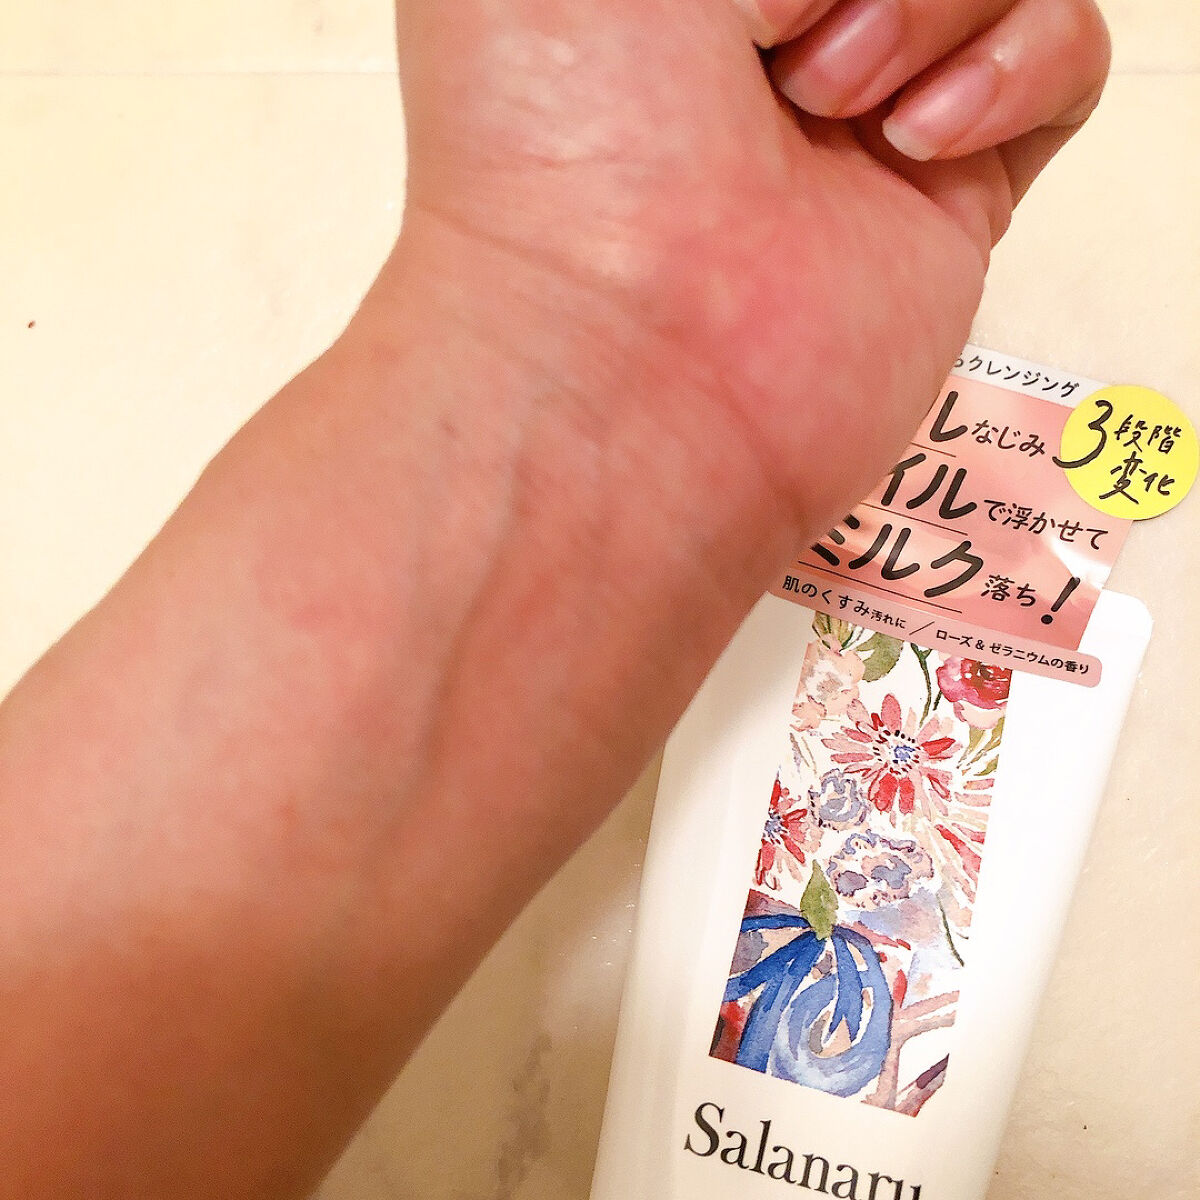 らクレンジング
レなじみ
イルで浮かせて
ミルク落ち!
3段階
変化
肌のくすみ汚れに / ローズ & ゼラニウムの香り
Salanaru